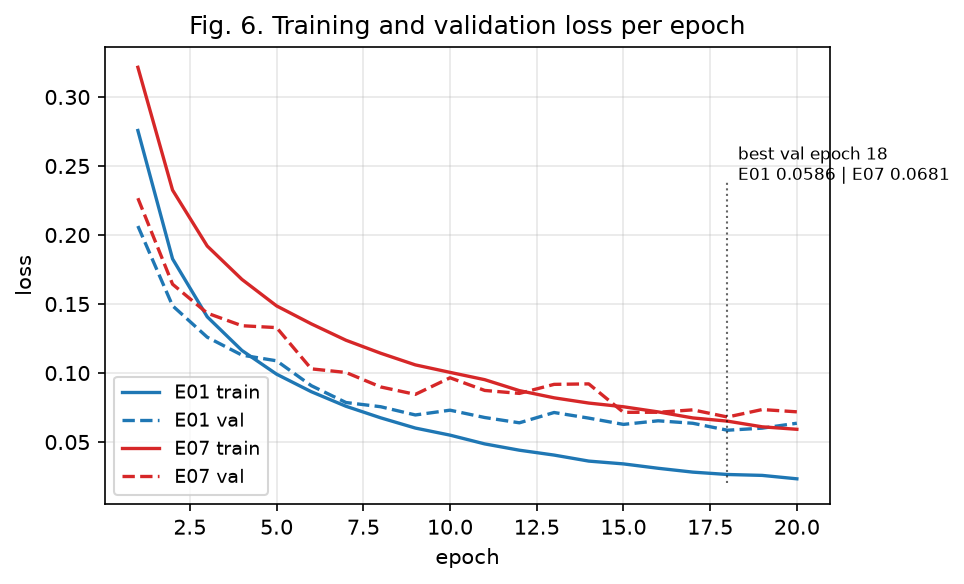 Fig. 6. Training and validation loss per epoch
loss
0.30
0.25
0.20
0.15
0.10
0.05
best val epoch 18
E01 0.0586 | E07 0.0681
E01 train
E01 val
E07 train
E07 val
2.5 5.0 7.5 10.0 12.5 15.0 17.5 20.0
epoch